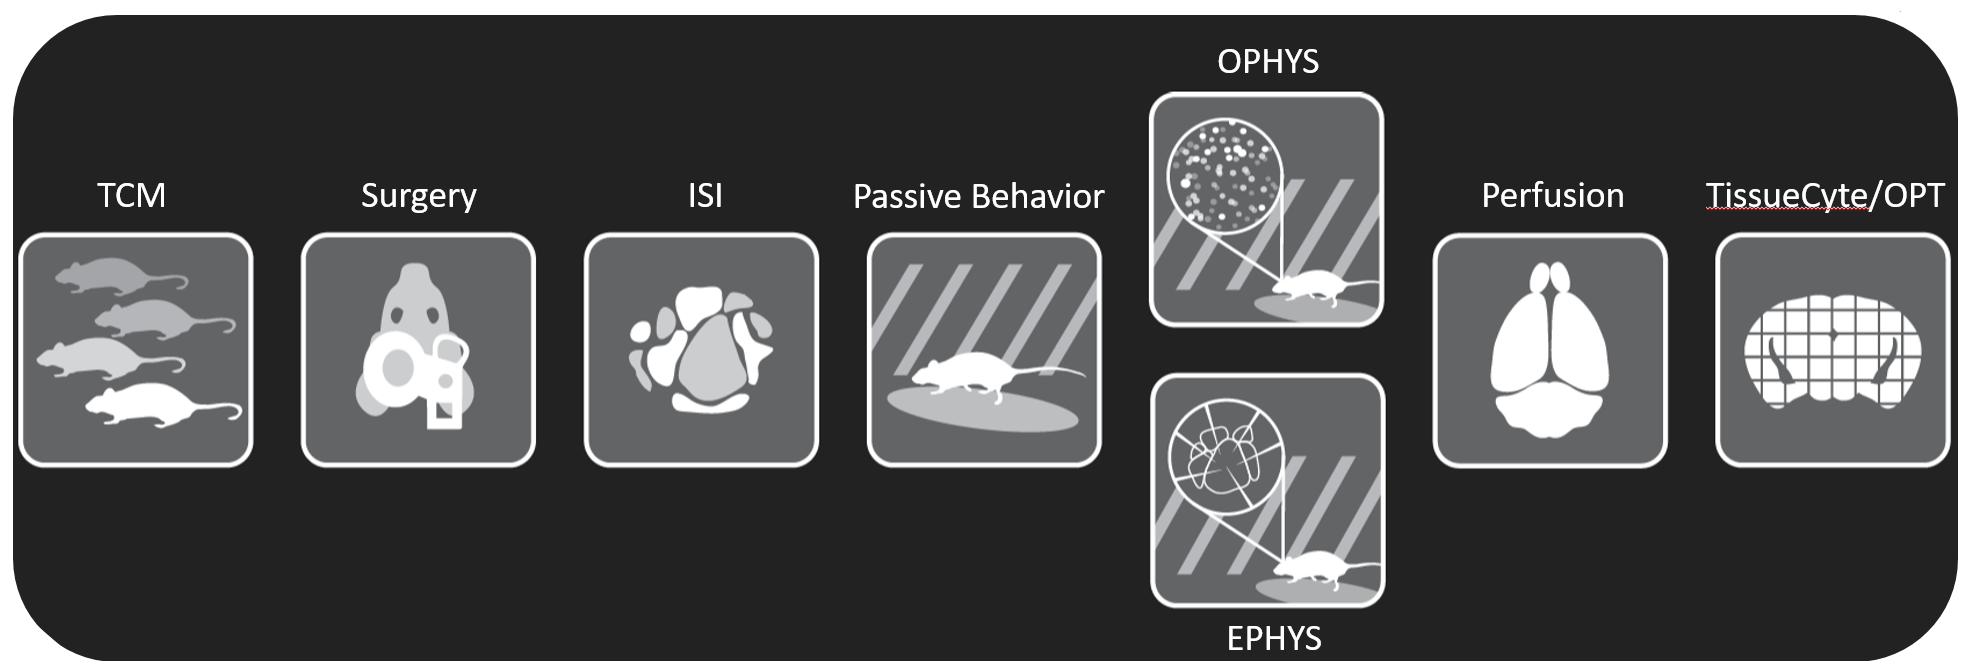 TCM
Surgery
ISI
Passive Behavior
OPHYS
EPHYS
Perfusion
TissueCyte/OPT